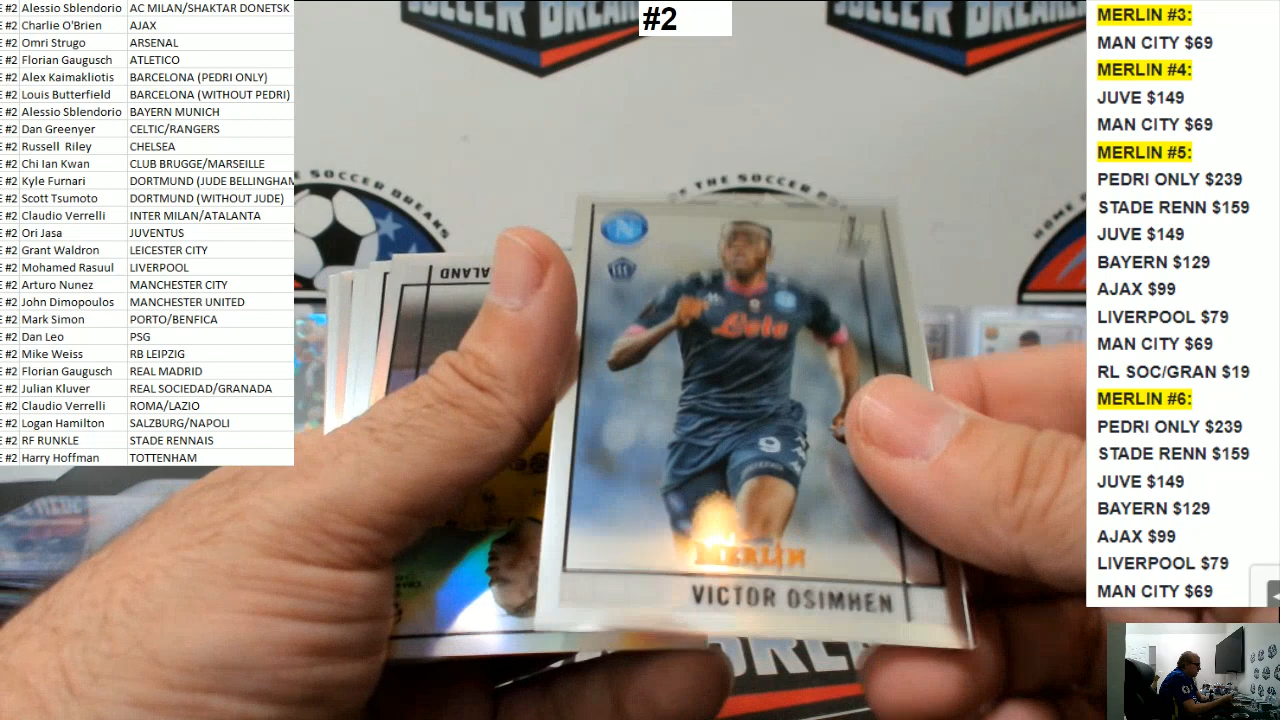 #2 Alessio Sblendorio AC MILAN/SHAKTAR DONETSK
#2 Charlie O'Brien AJAX
#2 Omri Strugo ARSENAL
#2 Florian Gaugusch ATLETICO
#2 Alex Kaimakliotis BARCELONA (PEDRI ONLY)
#2 Louis Butterfield BARCELONA (WITHOUT PEDRI)
#2 Alessio Sblendorio BAYERN MUNICH
#2 Dan Greenyer CELTIC/RANGERS
#2 Russell Riley CHELSEA
#2 Chi Ian Kwan CLUB BRUGGE/MARSEILLE
#2 Kyle Furnari DORTMUND (JUDE BELLINGHAM
#2 Scott Tsumoto DORTMUND (WITHOUT JUDE)
#2 Claudio Verrelli INTER MILAN/ATALANTA
#2 Ori Jasa JUVENTUS
#2 Grant Waldron LEICESTER CITY
#2 Mohamed Rasuul LIVERPOOL
#2 Arturo Nunez MANCHESTER CITY
#2 John Dimopoulos MANCHESTER UNITED
#2 Mark Simon PORTO/BENFICA
#2 Dan Leo PSG
#2 Mike Weiss RB LEIPZIG
#2 Florian Gaugusch REAL MADRID
#2 Julian Kluver REAL SOCIEDAD/GRANADA
#2 Claudio Verrelli ROMA/LAZIO
#2 Logan Hamilton SALZBURG/NAPOLI
#2 RF RUNKLE STADE RENNAIS
#2 Harry Hoffman TOTTENHAM
#2
SOCCER BREAKS
THE SOCCER
HOME
AALAND
N
Lete
9
MERLIN
VICTOR OSIMHEN
MERLIN #3:
MAN CITY $69
MERLIN #4:
JUVE $149
MAN CITY $69
MERLIN #5:
PEDRI ONLY $239
STADE RENN $159
JUVE $149
BAYERN $129
AJAX $99
LIVERPOOL $79
MAN CITY $69
RL SOC/GRAN $19
MERLIN #6:
PEDRI ONLY $239
STADE RENN $159
JUVE $149
BAYERN $129
AJAX $99
LIVERPOOL $79
MAN CITY $69